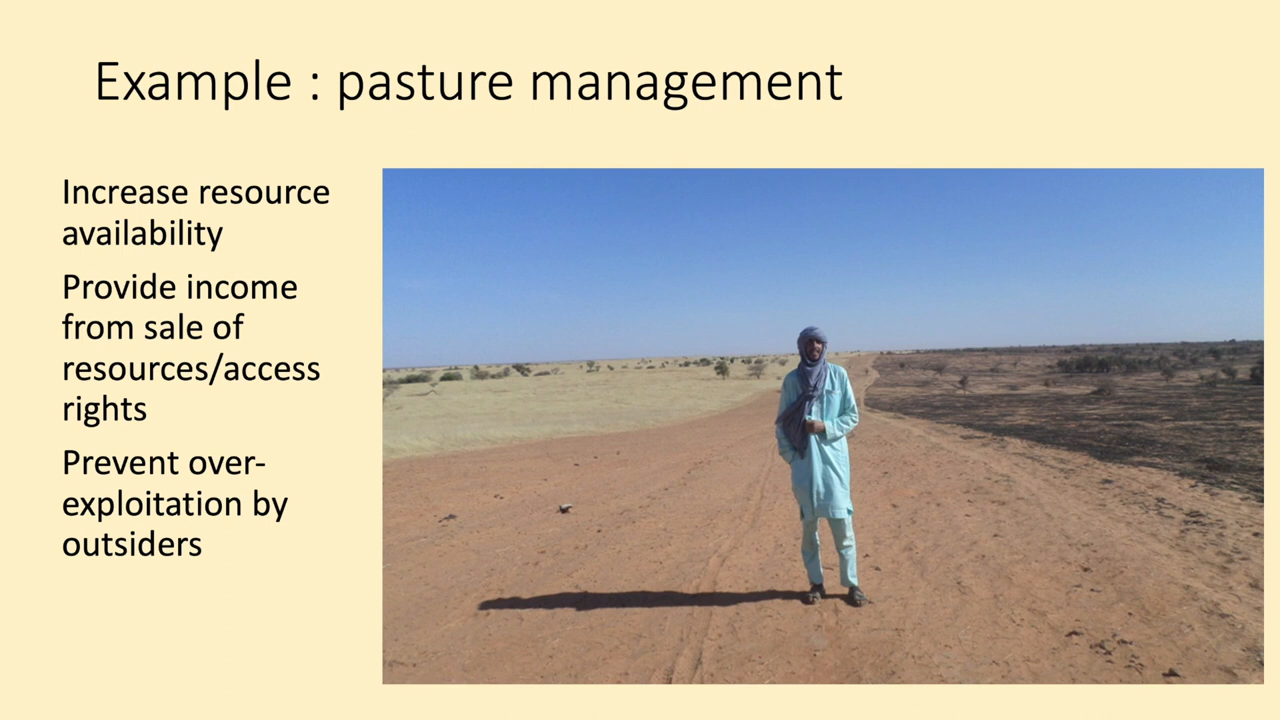 Example : pasture management
Increase resource
availability
Provide income
from sale of
resources/access
rights
Prevent over-
exploitation by
outsiders